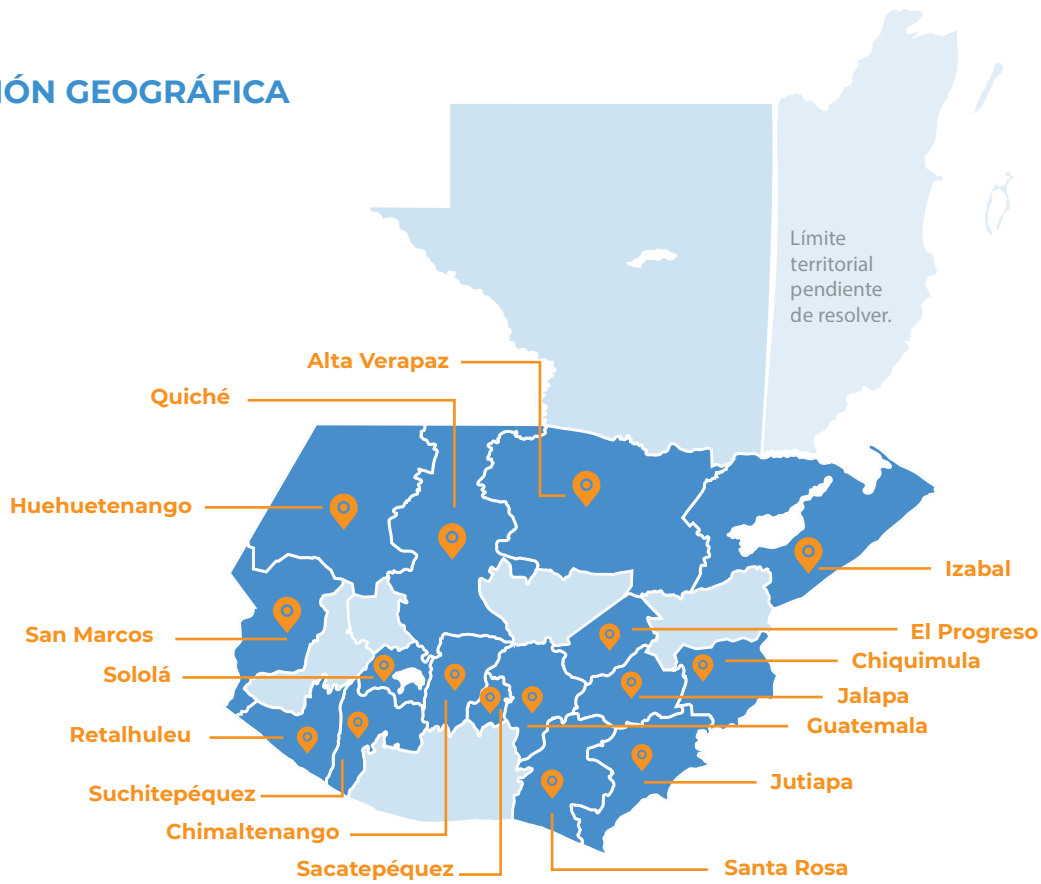 IÓN GEOGRÁFICA
Límite
territorial
pendiente
de resolver.
Alta Verapaz
Quiché
Huehuetenango
Izabal
San Marcos
El Progreso
Sololá
Chiquimula
Jalapa
Retalhuleu
Guatemala
Suchitepéquez
Jutiapa
Chimaltenango
Sacatepéquez
Santa Rosa